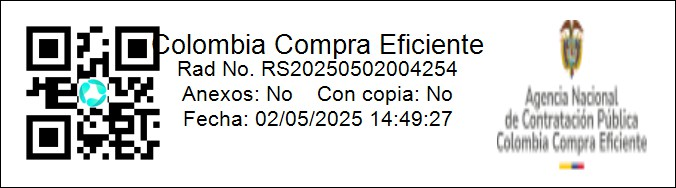 Colombia Compra Eficiente
Rad No. RS20250502004254
Anexos: No Con copia: No
Fecha: 02/05/2025 14:49:27
Agencia Nacional
de Contratación Pública
Colombia Compra Eficiente